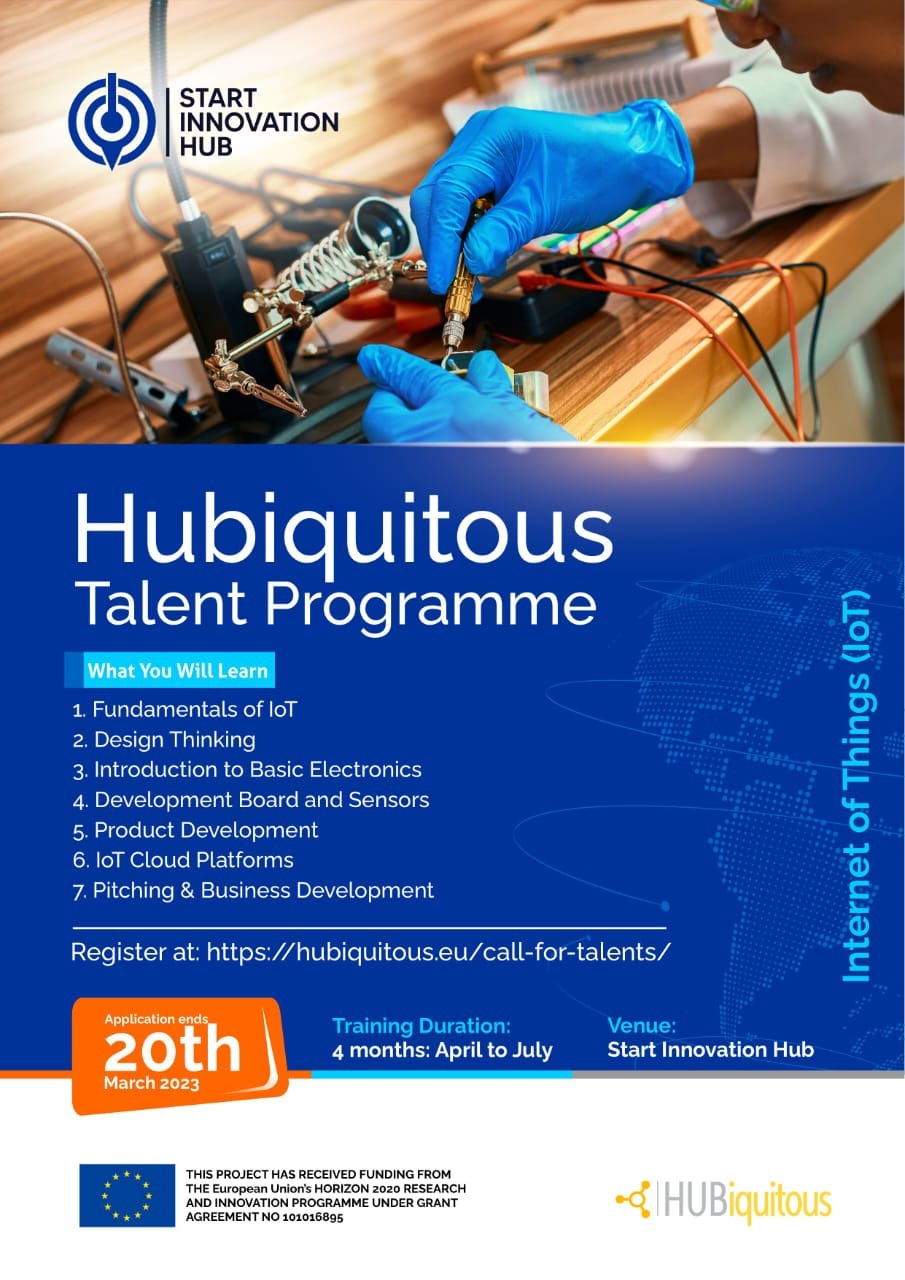 START
INNOVATION
HUB
Hubiquitous
Talent Programme
What You Will Learn
1. Fundamentals of IoT
2. Design Thinking
3. Introduction to Basic Electronics
4. Development Board and Sensors
5. Product Development
6. IoT Cloud Platforms
7. Pitching & Business Development
Internet of Things (IoT)
Register at: https://hubiquitous.eu/call-for-talents/
Application ends
20th
March 2023
Training Duration:
4 months: April to July
Venue:
Start Innovation Hub
THIS PROJECT HAS RECEIVED FUNDING FROM
THE European Union's HORIZON 2020 RESEARCH
AND INNOVATION PROGRAMME UNDER GRANT
AGREEMENT NO 101016895
HUBiquitous